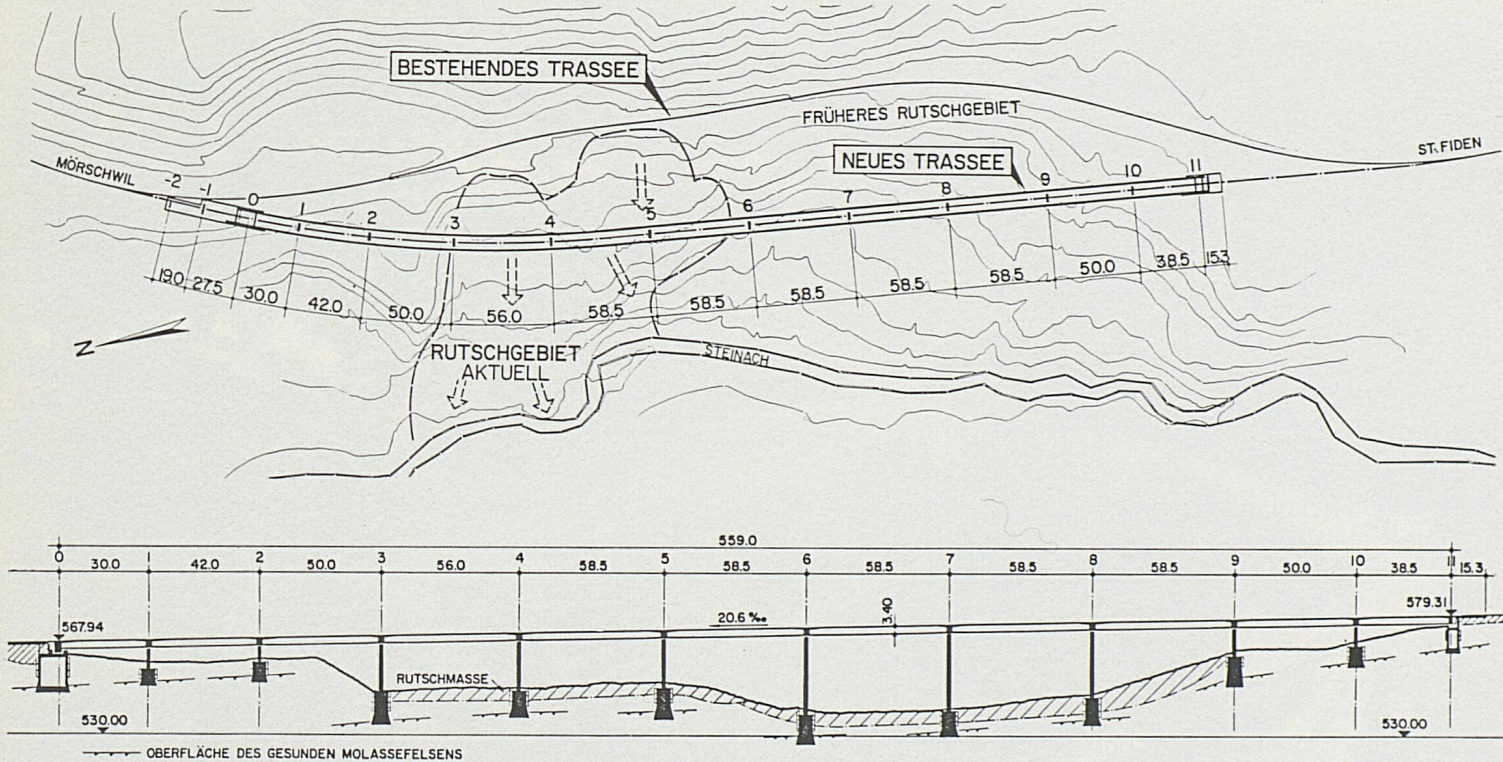 BESTEHENDES TRASSEE
FRÜHERES RUTSCHGEBIET
ST. FIDEN
NEUES TRASSEE
MÖRSCHWIL
-2 -1 0 1 2 3 4 5 6 7 8 9 10 11
19.0 27.5 30.0 42.0 50.0 56.0 58.5 58.5 58.5 58.5 58.5 50.0 38.5 15.3
N
RUTSCHGEBIET
AKTUELL
STEINACH
559.0
0 1 2 3 4 5 6 7 8 9 10 11
30.0 42.0 50.0 56.0 58.5 58.5 58.5 58.5 58.5 50.0 38.5 15.3
567.94 20.6 ‰ 3.40 579.31
RUTSCHMASSE
530.00 530.00
OBERFLÄCHE DES GESUNDEN MOLASSEFELSENS